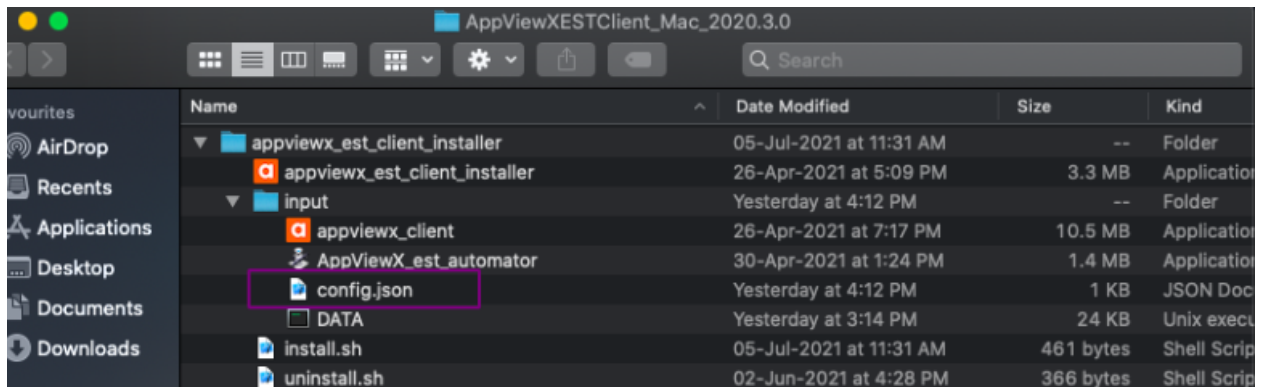 AppViewXESTClient_Mac_2020.3.0
Search
vourites
AirDrop
Recents
Applications
Desktop
Documents
Downloads
Name Date Modified Size Kind
appviewx_est_client_installer 05-Jul-2021 at 11:31 AM -- Folder
appviewx_est_client_installer 26-Apr-2021 at 5:09 PM 3.3 MB Application
input Yesterday at 4:12 PM -- Folder
appviewx_client 26-Apr-2021 at 7:17 PM 10.5 MB Application
AppViewX_est_automator 30-Apr-2021 at 1:24 PM 1.4 MB Application
config.json Yesterday at 4:12 PM 1 KB JSON Doc
DATA Yesterday at 3:14 PM 24 KB Unix execu
install.sh 05-Jul-2021 at 11:31 AM 461 bytes Shell Scrip
uninstall.sh 02-Jun-2021 at 4:28 PM 366 bytes Shell Scrip